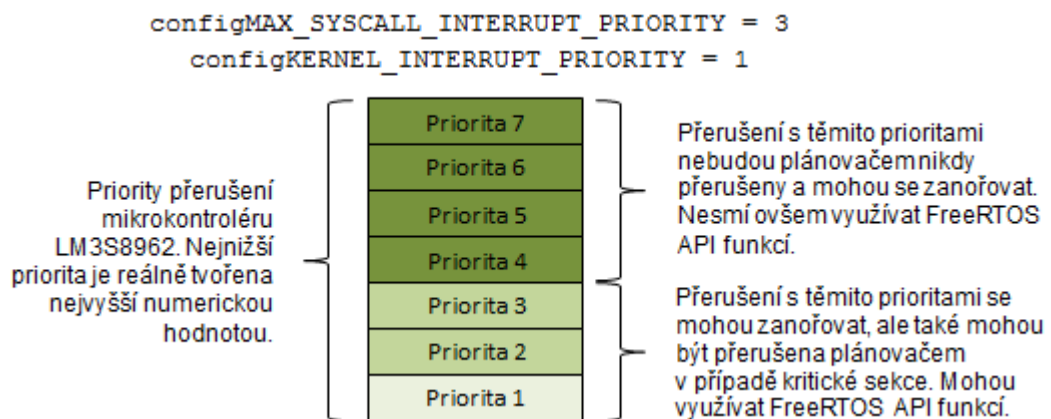 configMAX_SYSCALL_INTERRUPT_PRIORITY = 3
configKERNEL_INTERRUPT_PRIORITY = 1
Priority přerušení
mikrokontroléru
LM3S8962. Nejnižší
priorita je reálně tvořena
nejvyšší numerickou
hodnotou.
Priorita 7
Priorita 6
Priorita 5
Priorita 4
Priorita 3
Priorita 2
Priorita 1
Přerušení s těmito prioritami
nebudou plánovačem nikdy
přerušeny a mohou se zanořovat.
Nesmí ovšem využívat FreeRTOS
API funkcí.
Přerušení s těmito prioritami se
mohou zanořovat, ale také mohou
být přerušena plánovačem
v případě kritické sekce. Mohou
využívat FreeRTOS API funkcí.